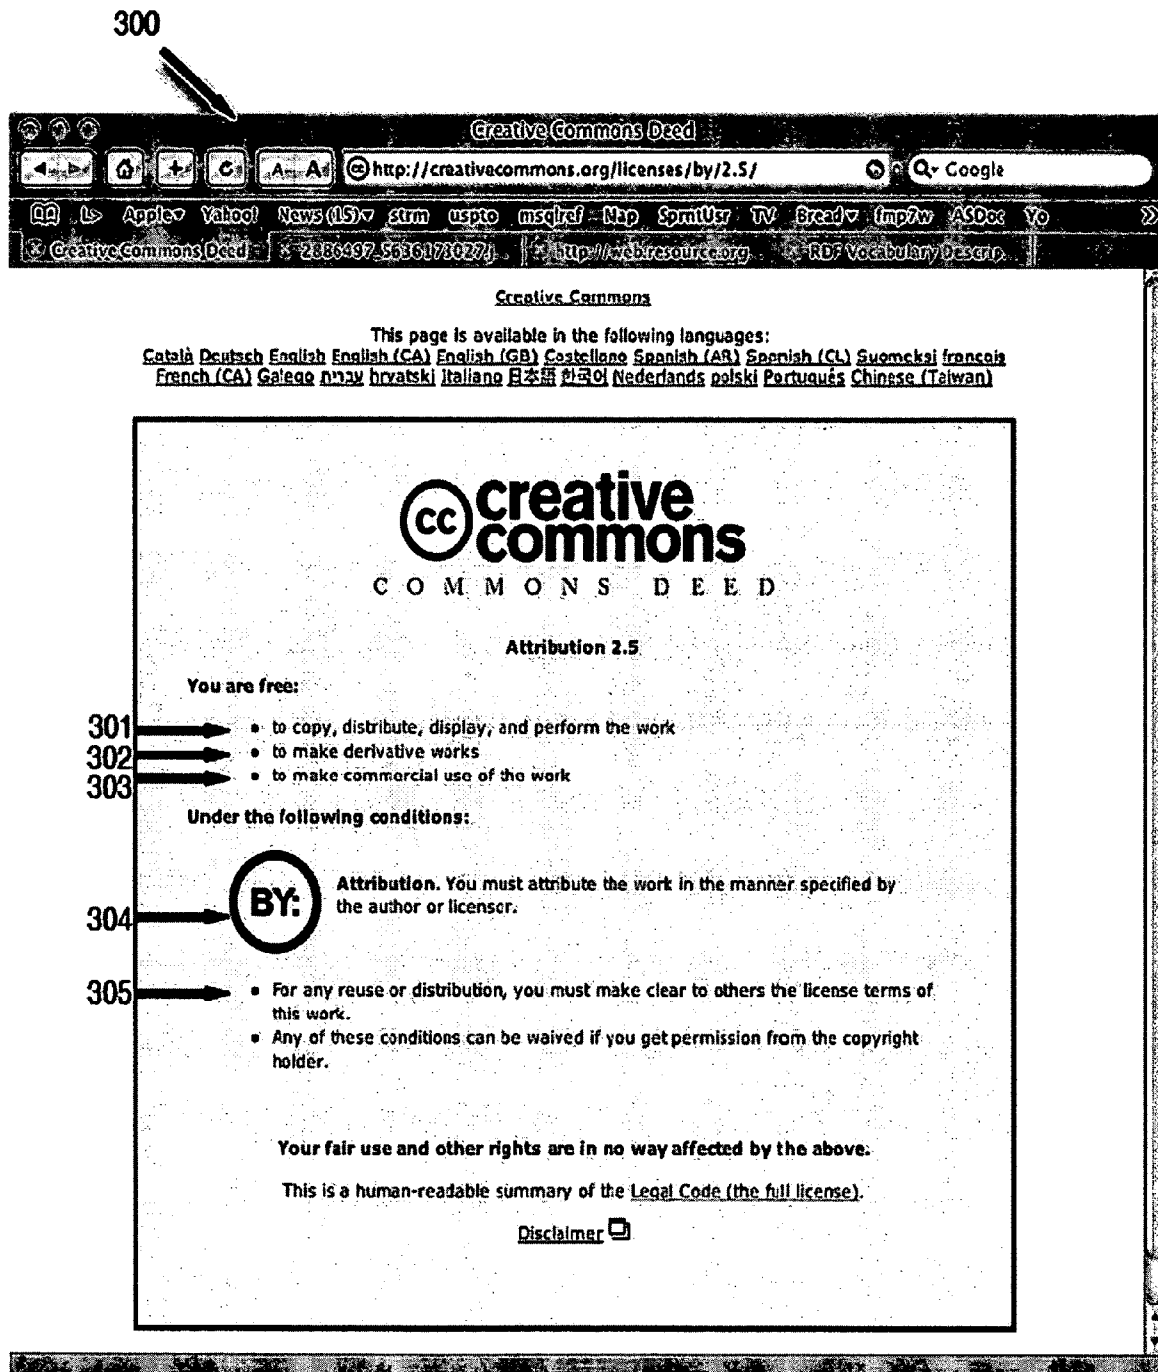 300
Creative Commons Deed
A A http://creativecommons.org/licenses/by/2.5/ Q Google
Apple Yahoo! News (15) strm uspto msqlref Map SprntUsr TV Bread fmp7w ASDoc Yo »
Creative Commons Deed 2886497_5636171027.j... http://web.resource.org... RDF Vocabulary Descrip...
Creative Commons
This page is available in the following languages:
Català Deutsch English English (CA) English (GB) Castellano Spanish (AR) Spanish (CL) Suomeksi français
French (CA) Galego עברית hrvatski Italiano 日本語 한국어 Nederlands polski Português Chinese (Taiwan)
cc creative
commons
COMMONS DEED
Attribution 2.5
You are free:
301 • to copy, distribute, display, and perform the work
302 • to make derivative works
303 • to make commercial use of the work
Under the following conditions:
BY: Attribution. You must attribute the work in the manner specified by
304 the author or licensor.
305 • For any reuse or distribution, you must make clear to others the license terms of
this work.
• Any of these conditions can be waived if you get permission from the copyright
holder.
Your fair use and other rights are in no way affected by the above.
This is a human-readable summary of the Legal Code (the full license).
Disclaimer